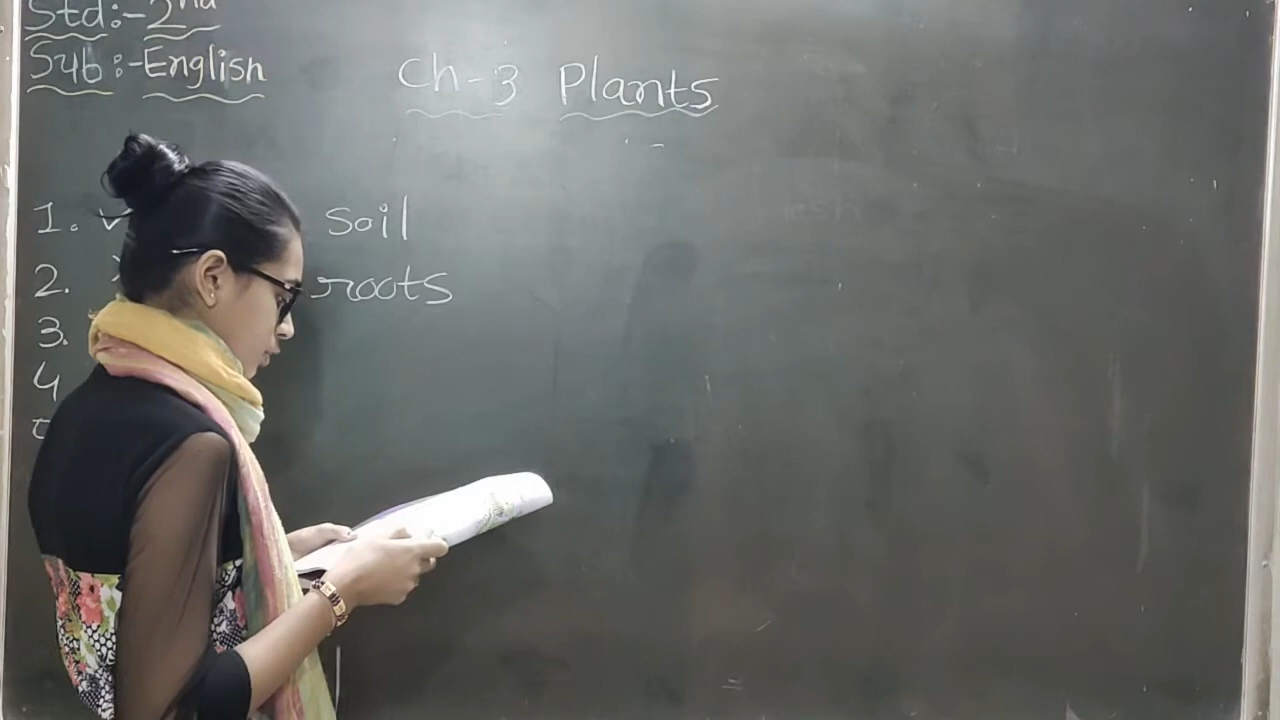 Std:-2nd
Sub:-English
Ch-3 Plants
1. soil
2. roots
3.
4